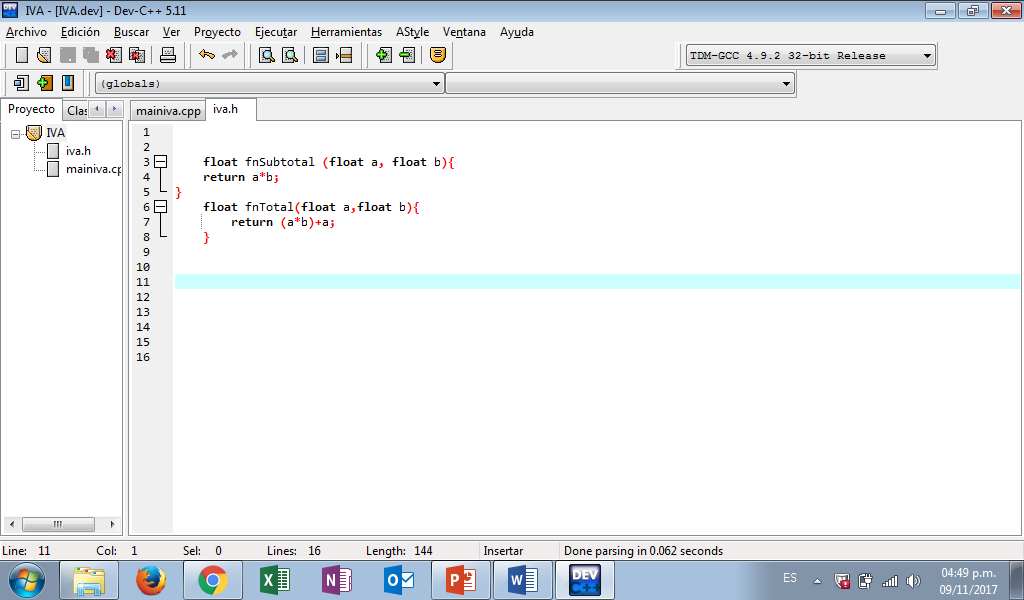 IVA - [IVA.dev] - Dev-C++ 5.11
Archivo Edición Buscar Ver Proyecto Ejecutar Herramientas AStyle Ventana Ayuda
TDM-GCC 4.9.2 32-bit Release
(globals)
Proyecto Clas
mainiva.cpp iva.h
IVA
iva.h
mainiva.cp
1
2
3 float fnSubtotal (float a, float b){
4 return a*b;
5 }
6 float fnTotal(float a,float b){
7 return (a*b)+a;
8 }
9
10
11
12
13
14
15
16
Line: 11 Col: 1 Sel: 0 Lines: 16 Length: 144 Insertar Done parsing in 0.062 seconds
DEV C++
ES
04:49 p.m.
09/11/2017